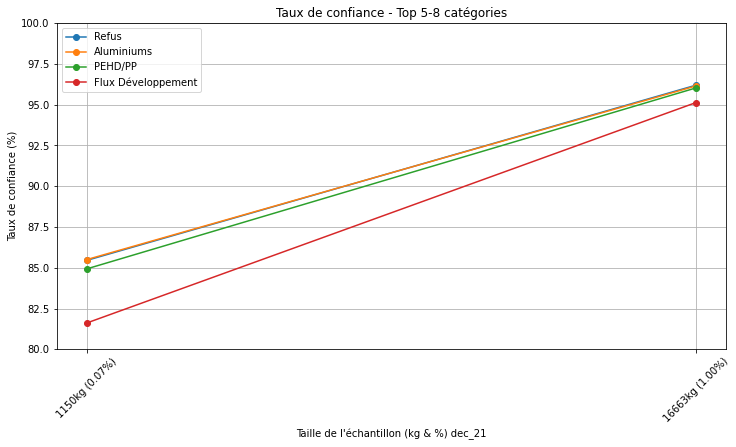 Taux de confiance - Top 5-8 catégories
Refus
Aluminiums
PEHD/PP
Flux Développement
Taux de confiance (%)
100.0
97.5
95.0
92.5
90.0
87.5
85.0
82.5
80.0
1150kg (0.07%)
16663kg (1.00%)
Taille de l'échantillon (kg & %) dec_21